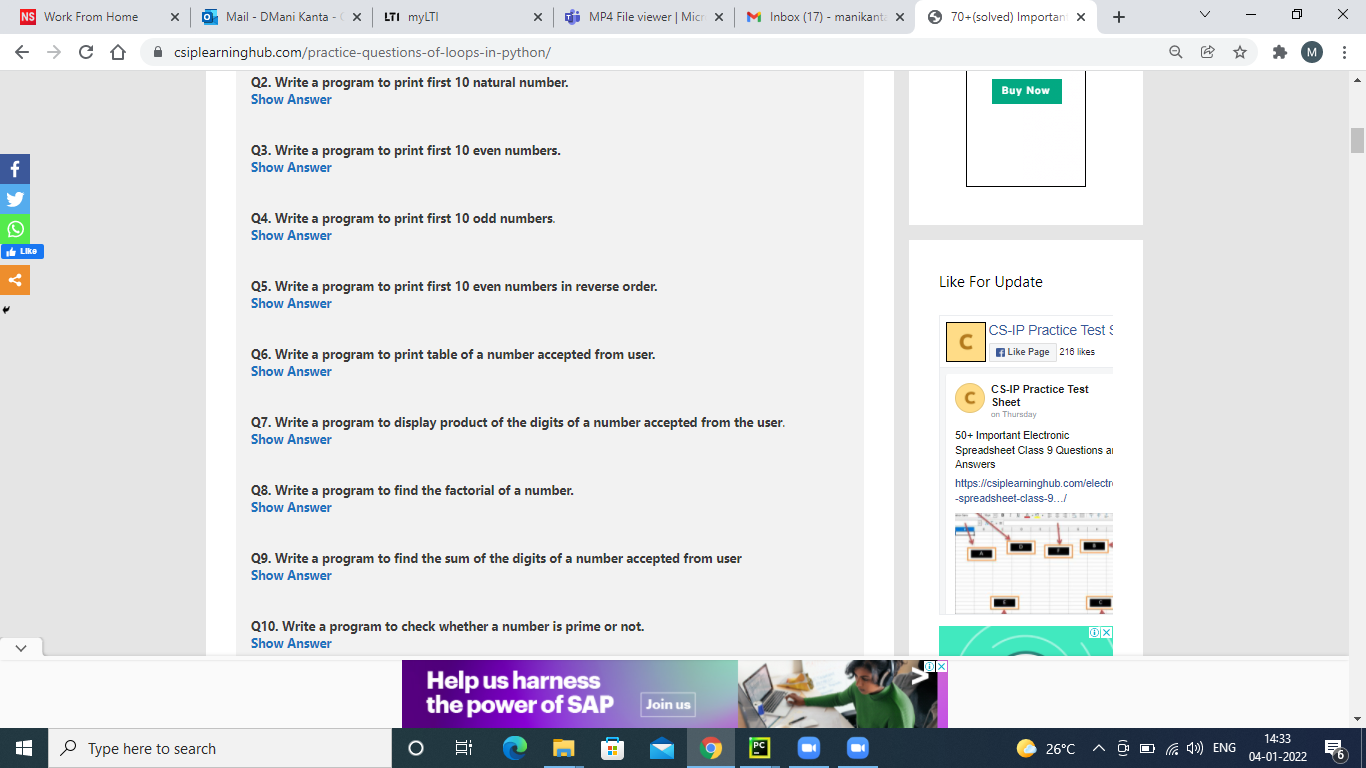 Work From Home
Mail - DMani Kanta -
LTI myLTI
MP4 File viewer | Micr
Inbox (17) - manikanta
70+(solved) Importan
csiplearninghub.com/practice-questions-of-loops-in-python/
M
Q2. Write a program to print first 10 natural number.
Show Answer
Q3. Write a program to print first 10 even numbers.
Show Answer
Q4. Write a program to print first 10 odd numbers.
Show Answer
Q5. Write a program to print first 10 even numbers in reverse order.
Show Answer
Q6. Write a program to print table of a number accepted from user.
Show Answer
Q7. Write a program to display product of the digits of a number accepted from the user.
Show Answer
Q8. Write a program to find the factorial of a number.
Show Answer
Q9. Write a program to find the sum of the digits of a number accepted from user
Show Answer
Q10. Write a program to check whether a number is prime or not.
Show Answer
Like
Buy Now
Like For Update
C
CS-IP Practice Test S
Like Page 216 likes
C
CS-IP Practice Test
Sheet
on Thursday
50+ Important Electronic
Spreadsheet Class 9 Questions an
Answers
https://csiplearninghub.com/electro
-spreadsheet-class-9…/
Help us harness
the power of SAP
Join us
Type here to search
PC
26°C
ENG
14:33
04-01-2022
6